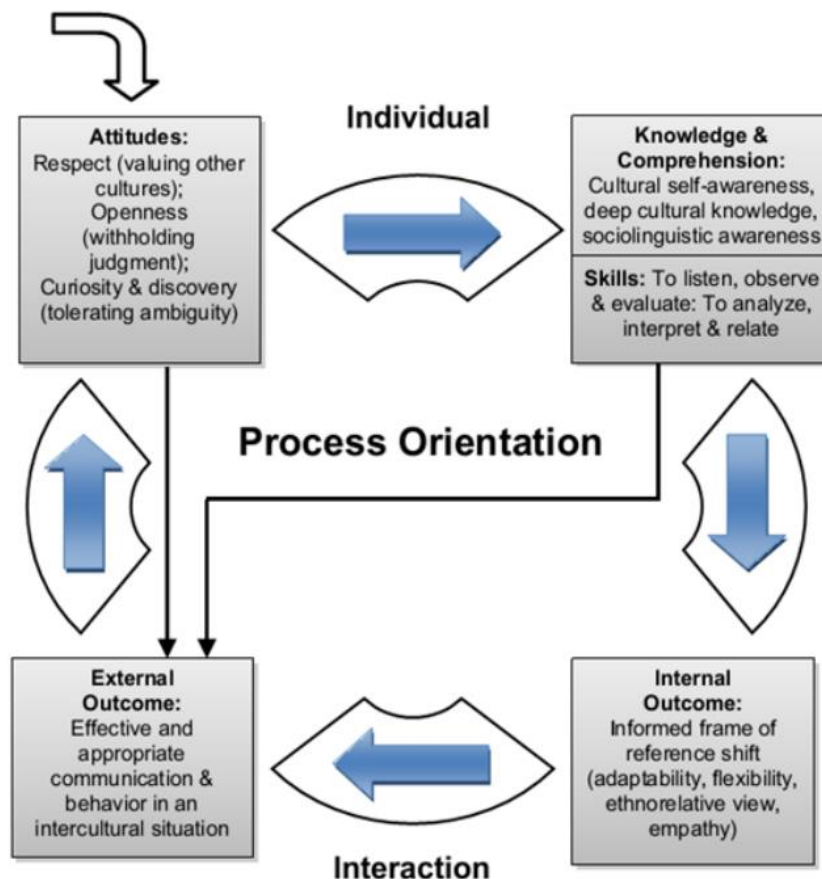 Individual
Attitudes:
Respect (valuing other
cultures);
Openness
(withholding
judgment);
Curiosity & discovery
(tolerating ambiguity)
Knowledge &
Comprehension:
Cultural self-awareness,
deep cultural knowledge,
sociolinguistic awareness
Skills: To listen, observe
& evaluate: To analyze,
interpret & relate
Process Orientation
External
Outcome:
Effective and
appropriate
communication &
behavior in an
intercultural situation
Internal
Outcome:
Informed frame of
reference shift
(adaptability, flexibility,
ethnorelative view,
empathy)
Interaction